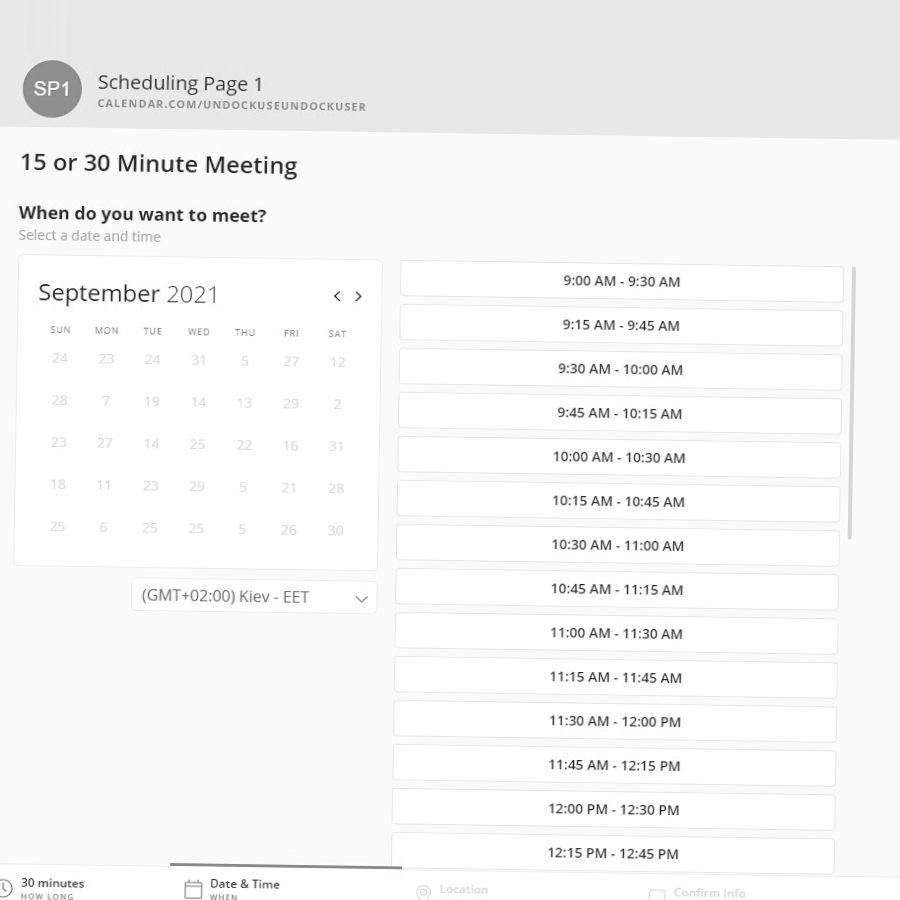 SP1
Scheduling Page 1
CALENDAR.COM/UNDOCKUSEUNDOCKUSER
15 or 30 Minute Meeting
When do you want to meet?
Select a date and time
September 2021
SUN MON TUE WED THU FRI SAT
24 23 24 31 5 27 12
28 7 19 14 13 29 2
23 27 14 25 22 16 31
18 11 23 29 5 21 28
25 6 25 25 5 26 30
(GMT+02:00) Kiev - EET
9:00 AM - 9:30 AM
9:15 AM - 9:45 AM
9:30 AM - 10:00 AM
9:45 AM - 10:15 AM
10:00 AM - 10:30 AM
10:15 AM - 10:45 AM
10:30 AM - 11:00 AM
10:45 AM - 11:15 AM
11:00 AM - 11:30 AM
11:15 AM - 11:45 AM
11:30 AM - 12:00 PM
11:45 AM - 12:15 PM
12:00 PM - 12:30 PM
12:15 PM - 12:45 PM
30 minutes
HOW LONG
Date & Time
WHEN
Location
Confirm Info